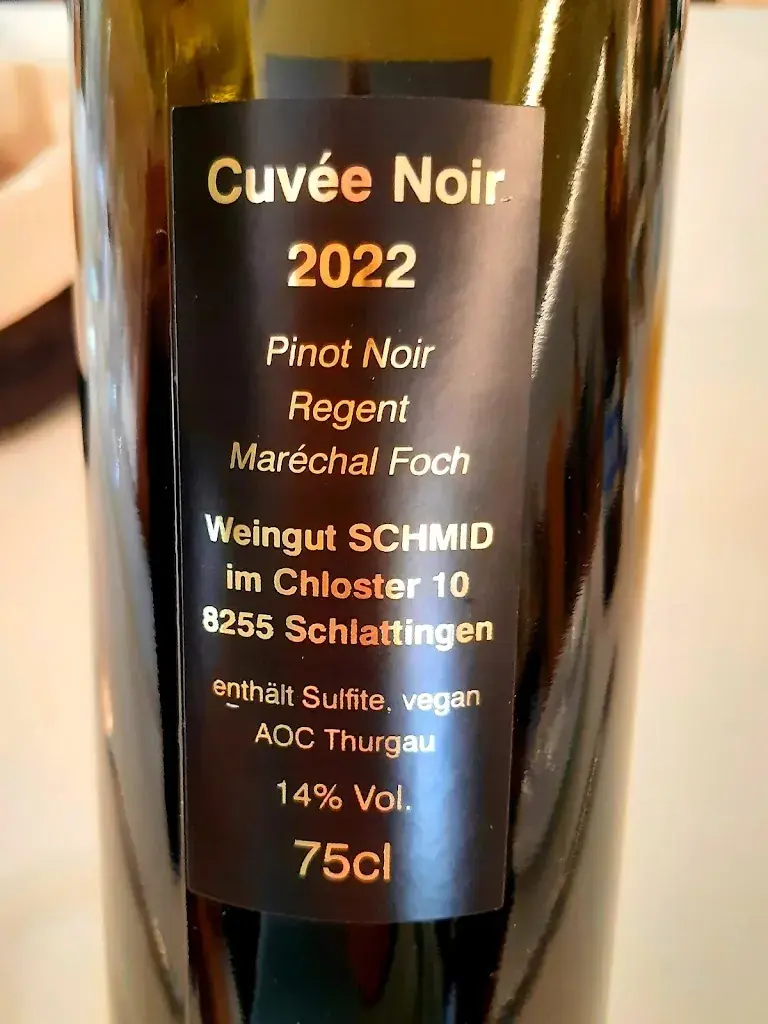 Cuvée Noir
2022
Pinot Noir
Regent
Maréchal Foch
Weingut SCHMID
im Chloster 10
8255 Schlattingen
enthält Sulfite, vegan
AOC Thurgau
14% Vol.
75cl